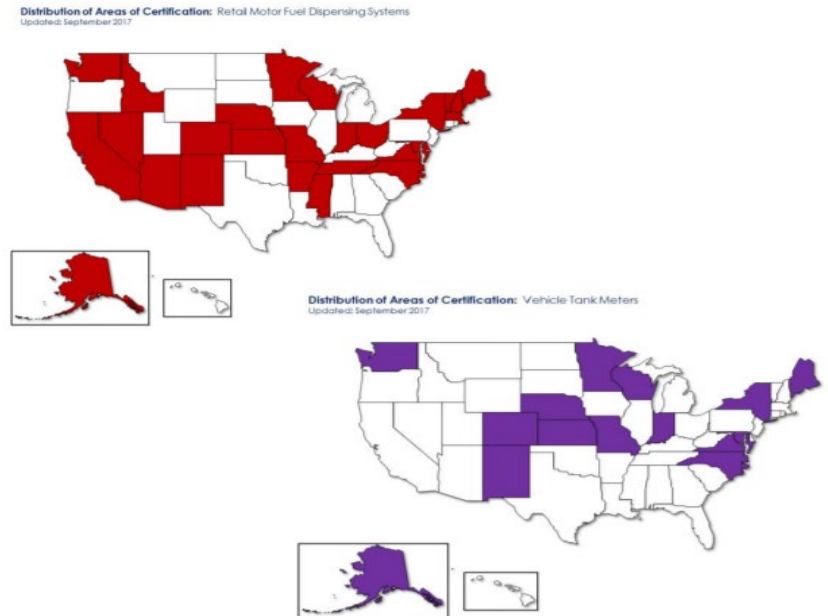 Distribution of Areas of Certification: Retail Motor Fuel Dispensing Systems
Updated: September 2017
Distribution of Areas of Certification: Vehicle Tank Meters
Updated: September 2017